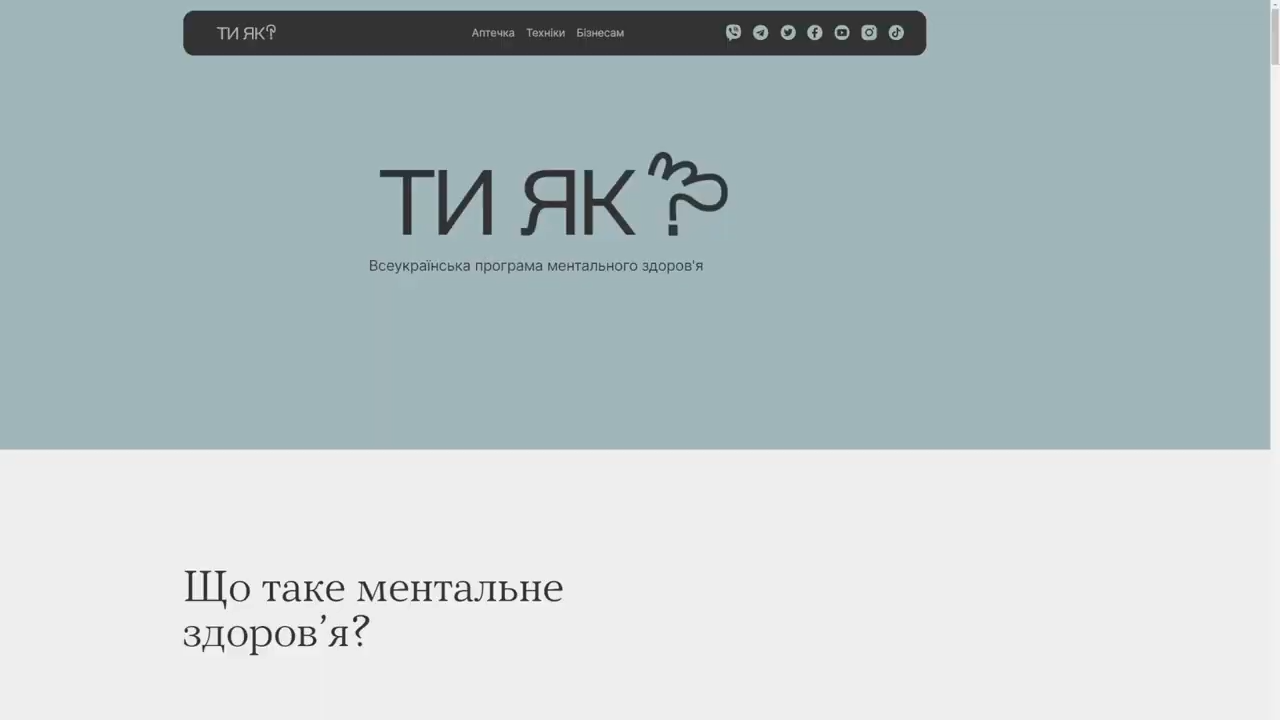 ТИ ЯК?
Аптечка Техніки Бізнесам
ТИ ЯК ?
Всеукраїнська програма ментального здоров'я
Що таке ментальне
здоров’я?